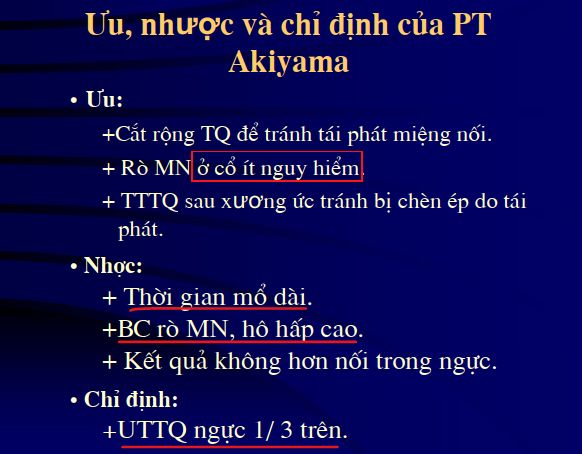 Ưu, nhược và chỉ định của PT
Akiyama
• Ưu:
+Cắt rộng TQ để tránh tái phát miệng nối.
+ Rò MN ở cổ ít nguy hiểm.
+ TTTQ sau xương ức tránh bị chèn ép do tái
phát.
• Nhợc:
+ Thời gian mổ dài.
+BC rò MN, hô hấp cao.
+ Kết quả không hơn nối trong ngực.
• Chỉ định:
+UTTQ ngực 1/ 3 trên.